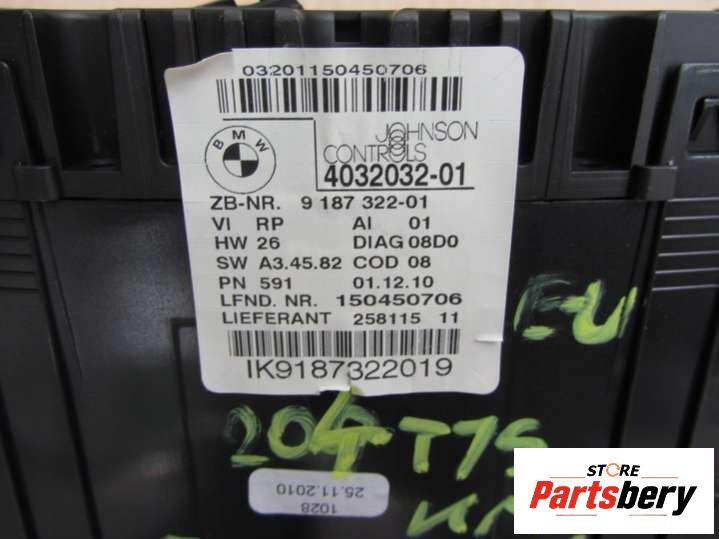 03201150450706
BMW
JOHNSON
CONTROLS
4032032-01
ZB-NR. 9 187 322-01
VI RP AI 01
HW 26 DIAG 08D0
SW A3.45.82 COD 08
PN 591 01.12.10
LFND. NR. 150450706
LIEFERANT 258115 11
IK9187322019
EU
204
1028
25.11.2010
STORE
Partsbery